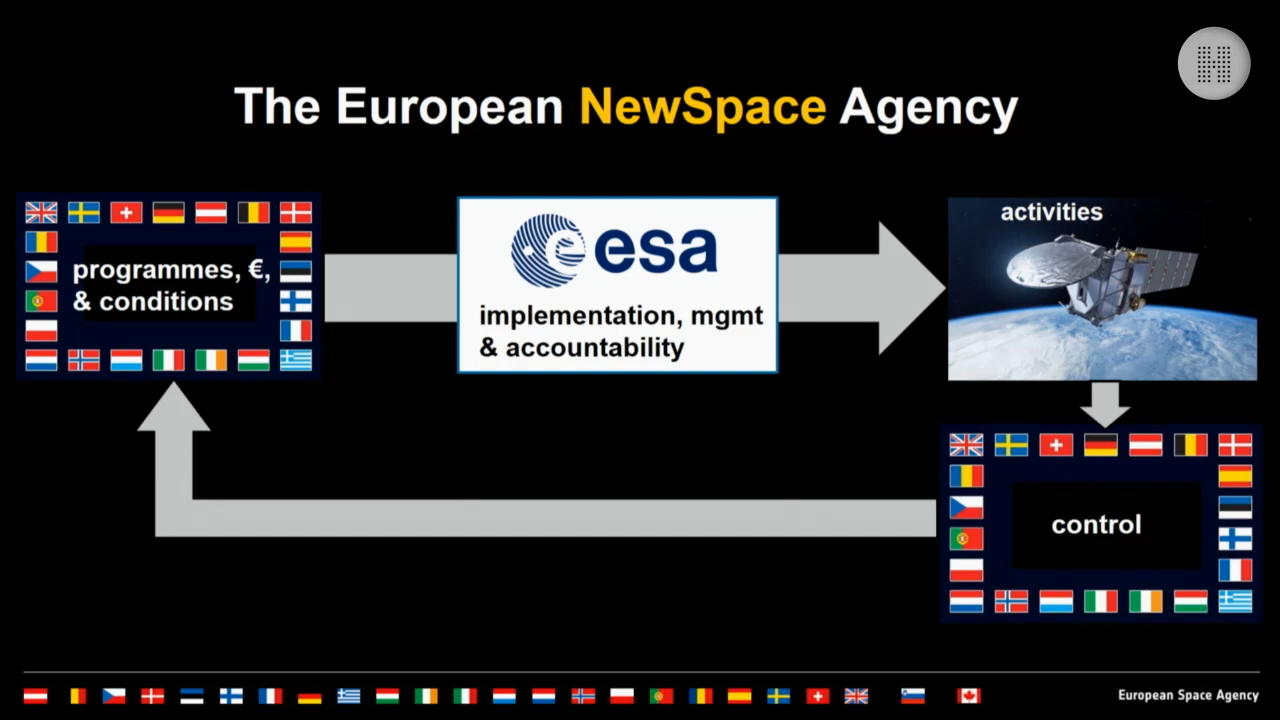 The European NewSpace Agency
programmes, €,
& conditions
esa
implementation, mgmt
& accountability
activities
control
European Space Agency
H